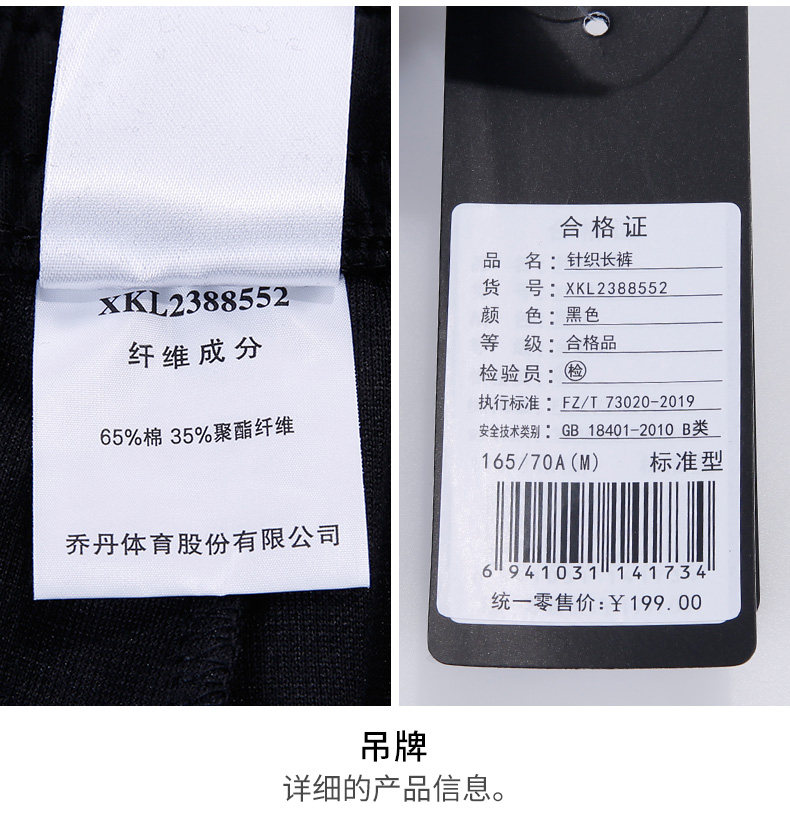 XKL2388552
纤维成分
65%棉 35%聚酯纤维
乔丹体育股份有限公司
合格证
品 名：针织长裤
货 号：XKL2388552
颜 色：黑色
等 级：合格品
检验员：检
执行标准：FZ/T 73020-2019
安全技术类别：GB 18401-2010 B类
165/70A(M) 标准型
6 941031 141734
统一零售价:￥199.00
吊牌
详细的产品信息。